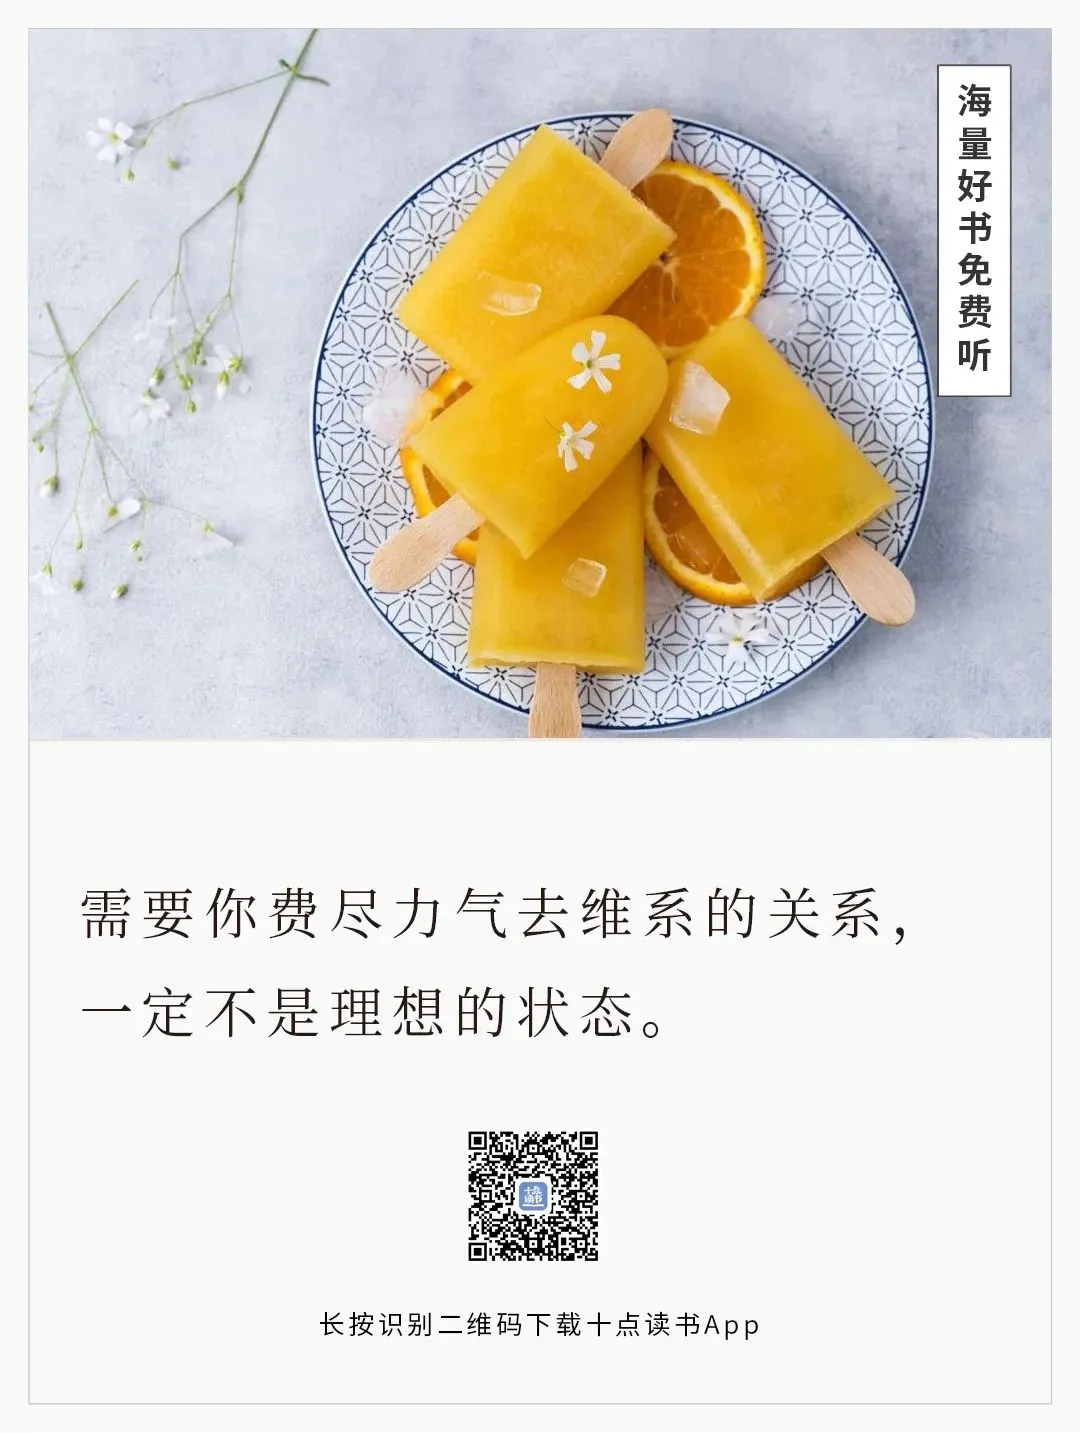 海量好书免费听
需要你费尽力气去维系的关系，
一定不是理想的状态。
十点
读书
长按识别二维码下载十点读书App